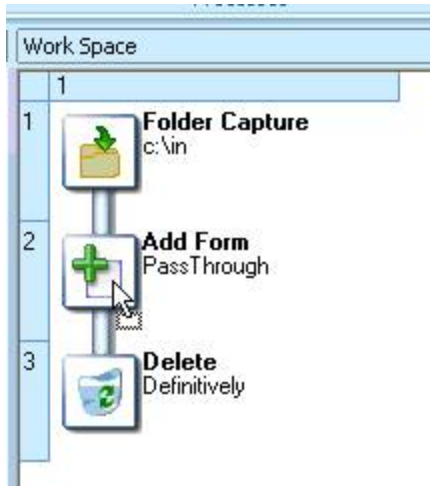 Work Space
1
1
Folder Capture
c:\in
2
Add Form
PassThrough
3
Delete
Definitively